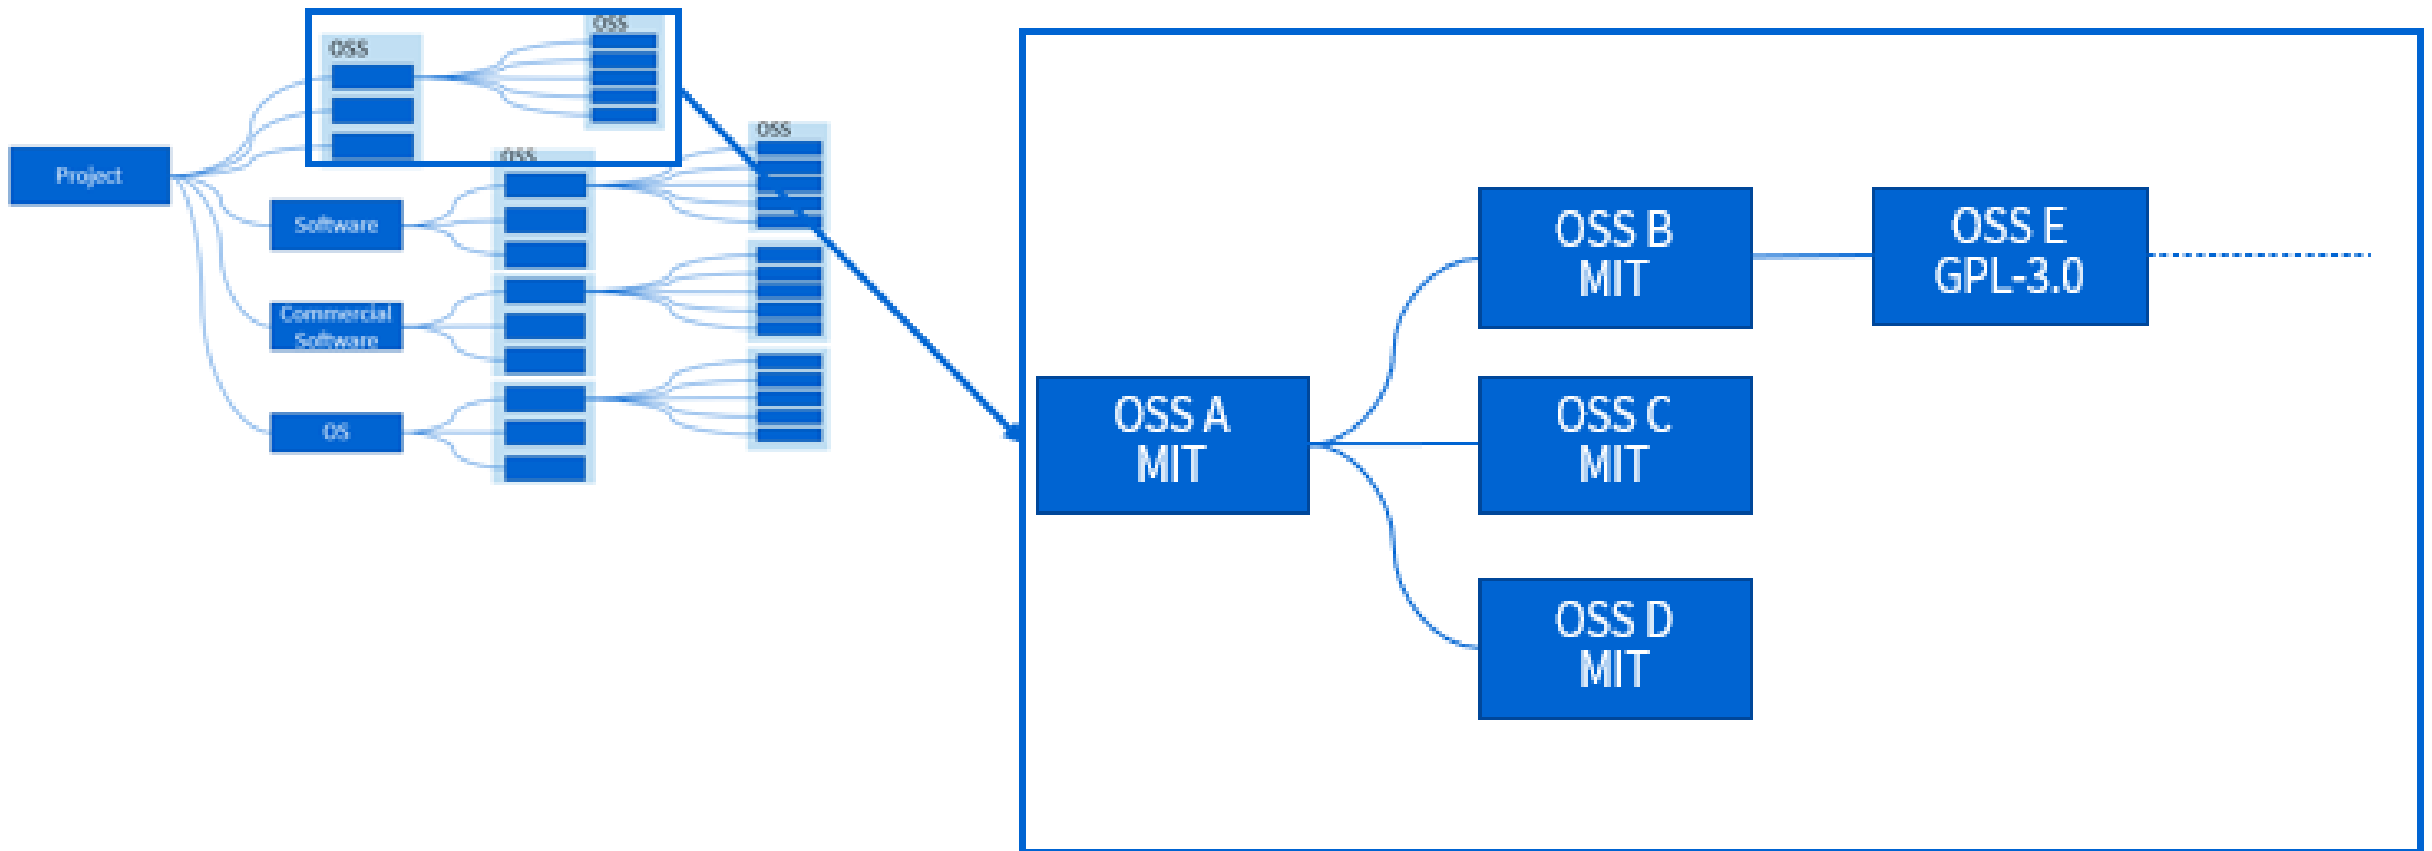 OSS
OSS
OSS
OSS
Project
Software
Commercial
Software
OS
OSS A
MIT
OSS B
MIT
OSS C
MIT
OSS D
MIT
OSS E
GPL-3.0